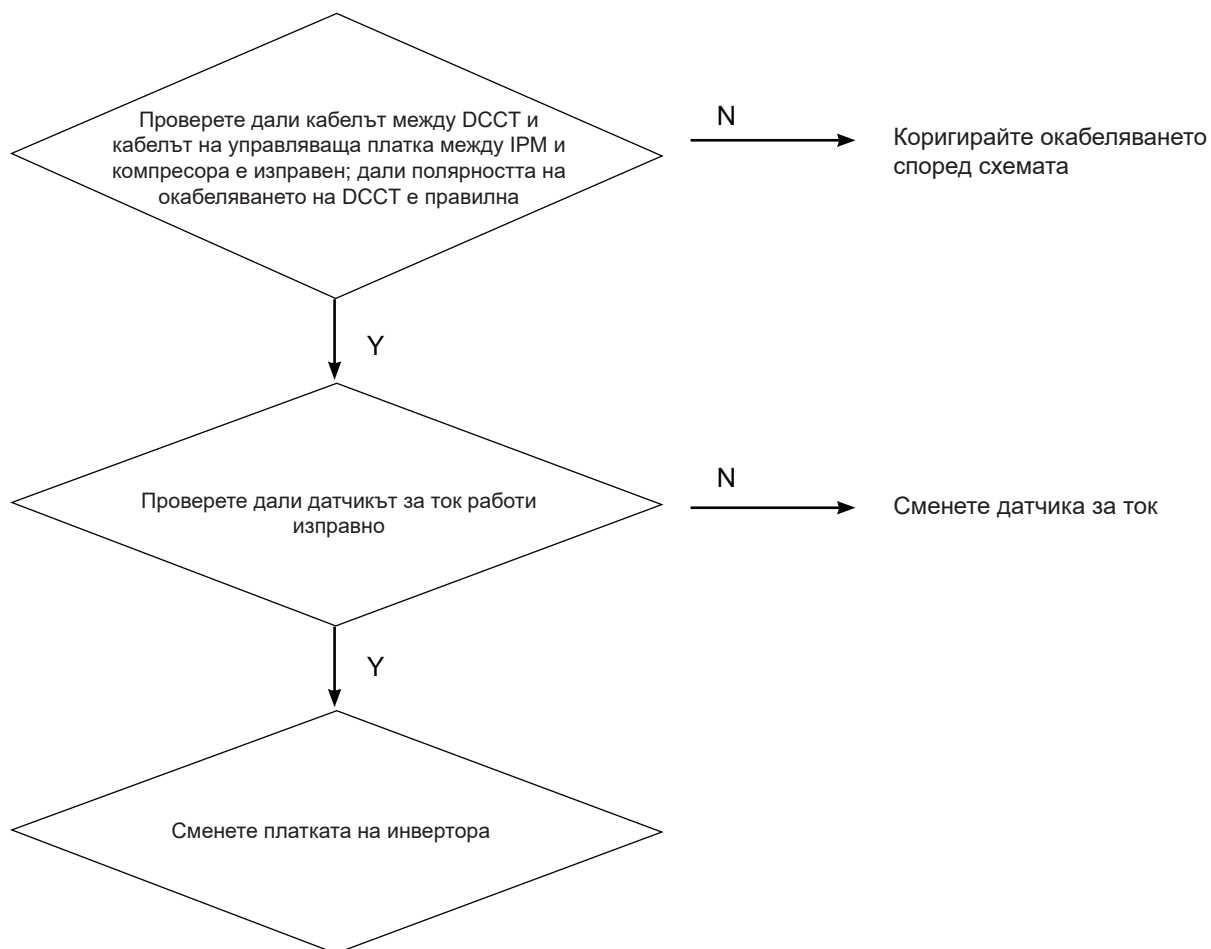 Проверете дали кабелът между DCCT и
кабелът на управляваща платка между IPM и
компресора е изправен; дали полярността на
окабеляването на DCCT е правилна
N
Коригирайте окабеляването
според схемата
Y
Проверете дали датчикът за ток работи
изправно
N
Сменете датчика за ток
Y
Сменете платката на инвертора